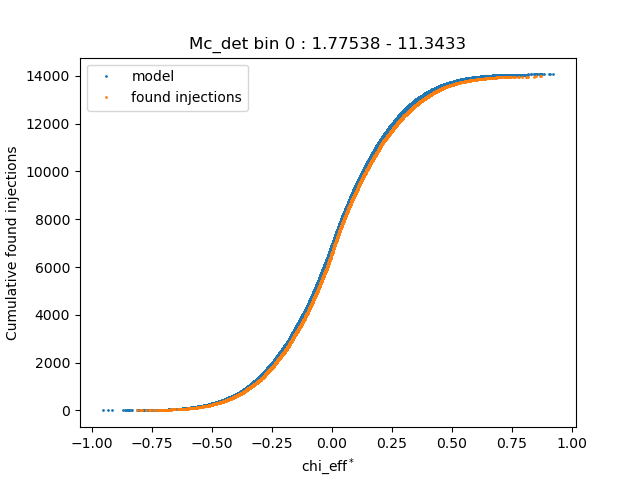 Mc_det bin 0 : 1.77538 - 11.3433
model
found injections
14000
12000
10000
8000
6000
4000
2000
0
Cumulative found injections
−1.00 −0.75 −0.50 −0.25 0.00 0.25 0.50 0.75 1.00
chi_eff*